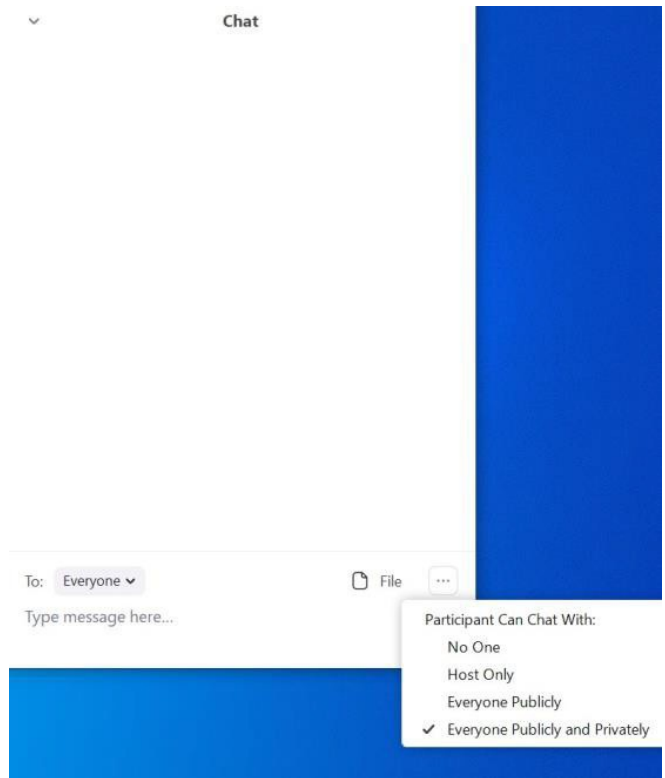 Chat
To: Everyone File ...
Type message here...
Participant Can Chat With:
No One
Host Only
Everyone Publicly
Everyone Publicly and Privately